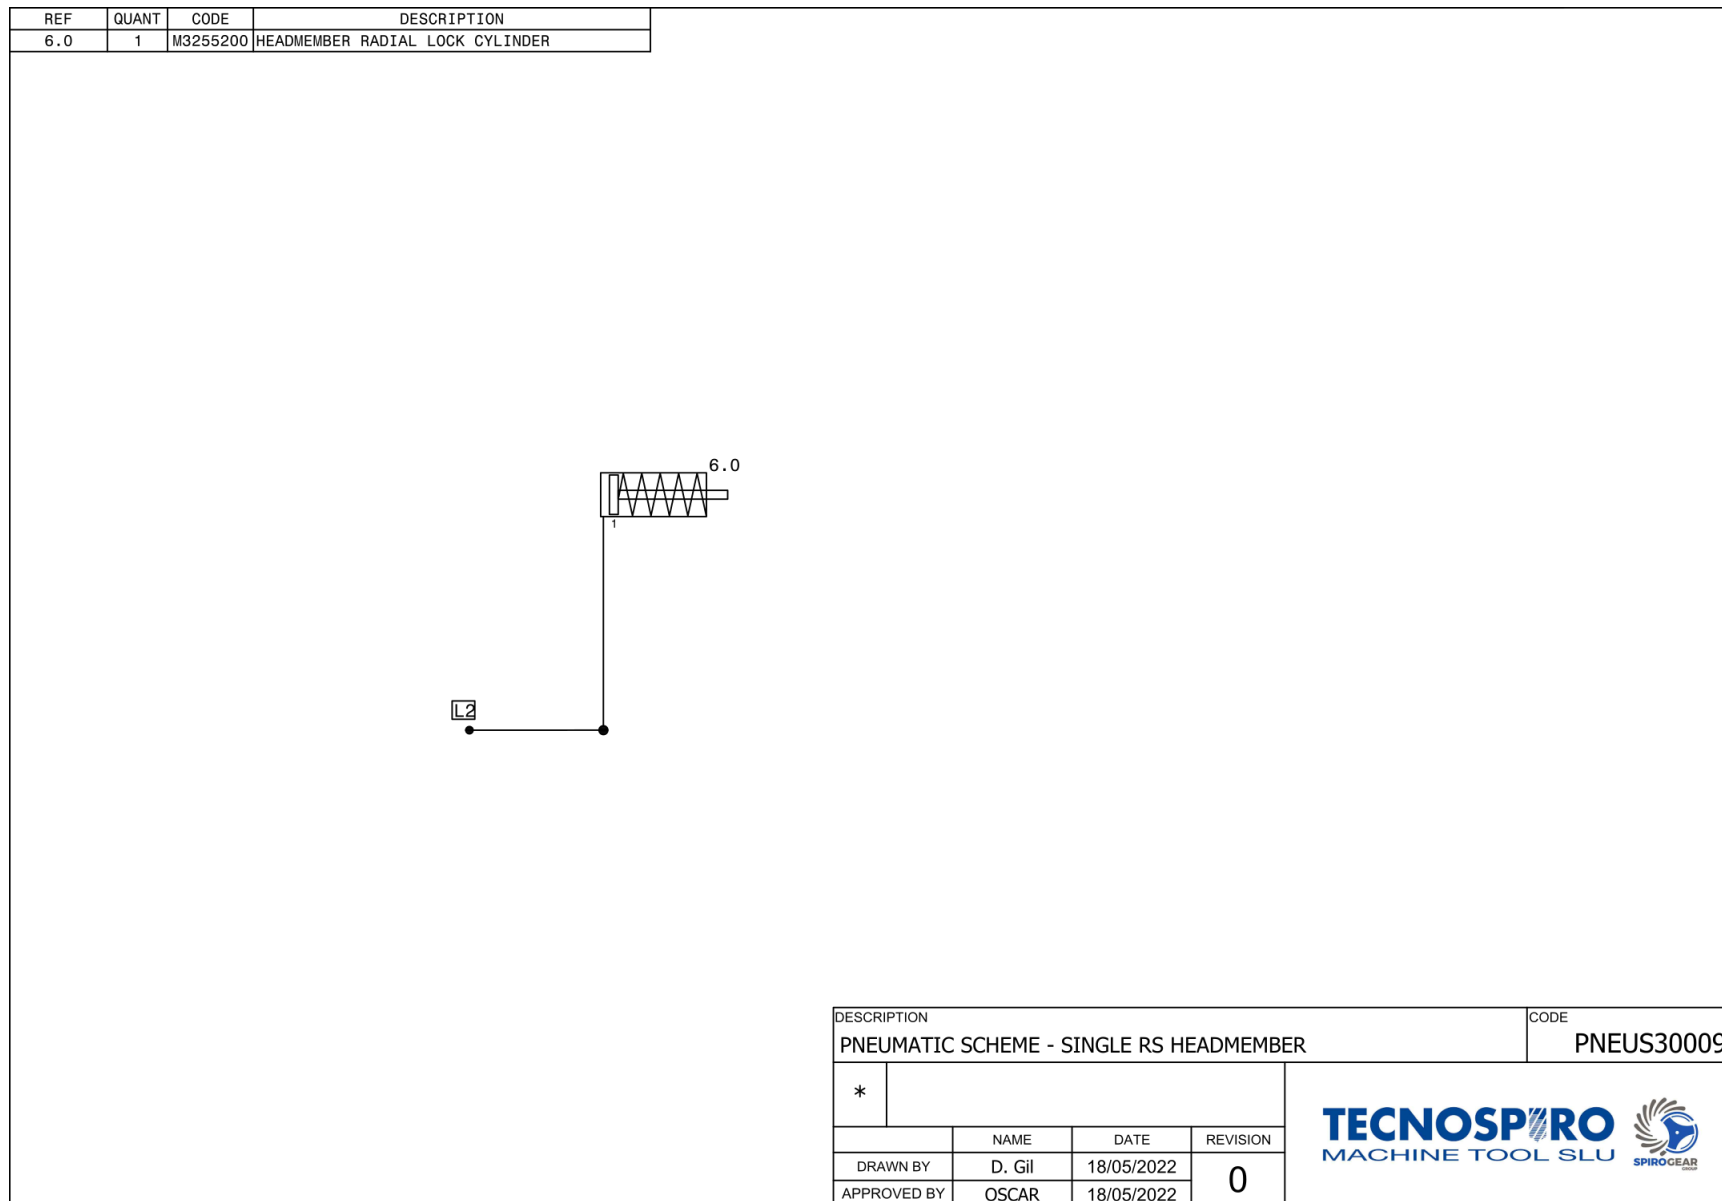 REF QUANT CODE DESCRIPTION
6.0 1 M3255200 HEADMEMBER RADIAL LOCK CYLINDER
6.0
1
L2
DESCRIPTION CODE
PNEUMATIC SCHEME - SINGLE RS HEADMEMBER PNEUS30009
*
NAME DATE REVISION
DRAWN BY D. Gil 18/05/2022 0
APPROVED BY OSCAR 18/05/2022
TECNOSPIRO
MACHINE TOOL SLU
SPIROGEAR
GROUP